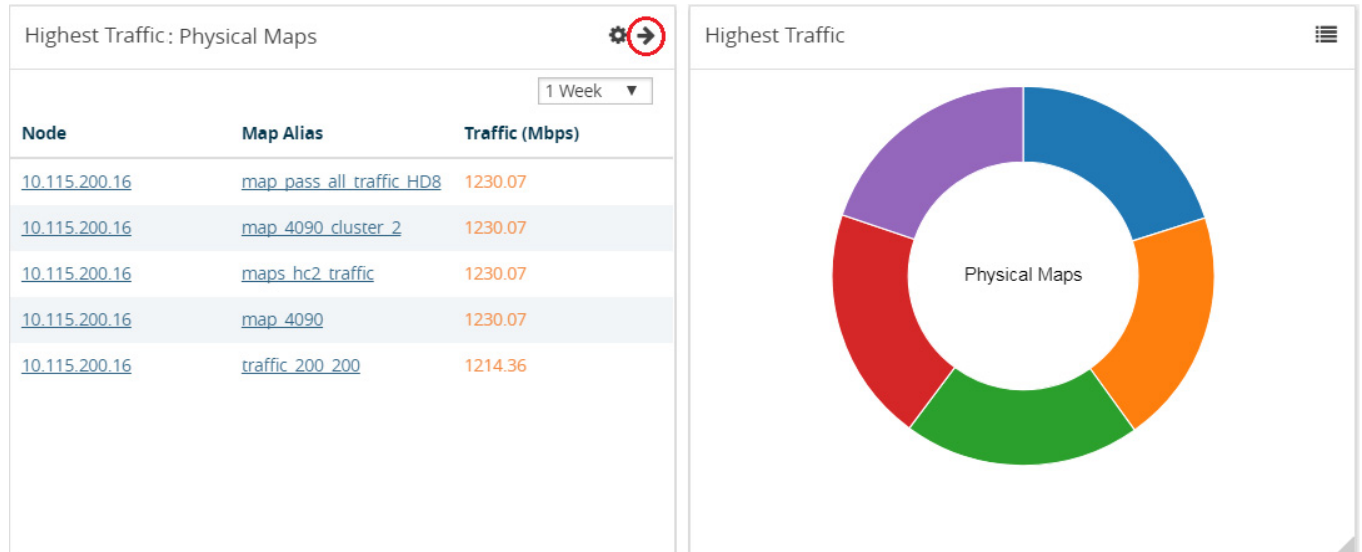 Highest Traffic: Physical Maps
1 Week ▼
Node Map Alias Traffic (Mbps)
10.115.200.16 map_pass_all_traffic_HD8 1230.07
10.115.200.16 map_4090_cluster_2 1230.07
10.115.200.16 maps_hc2_traffic 1230.07
10.115.200.16 map_4090 1230.07
10.115.200.16 traffic_200_200 1214.36
Highest Traffic
Physical Maps